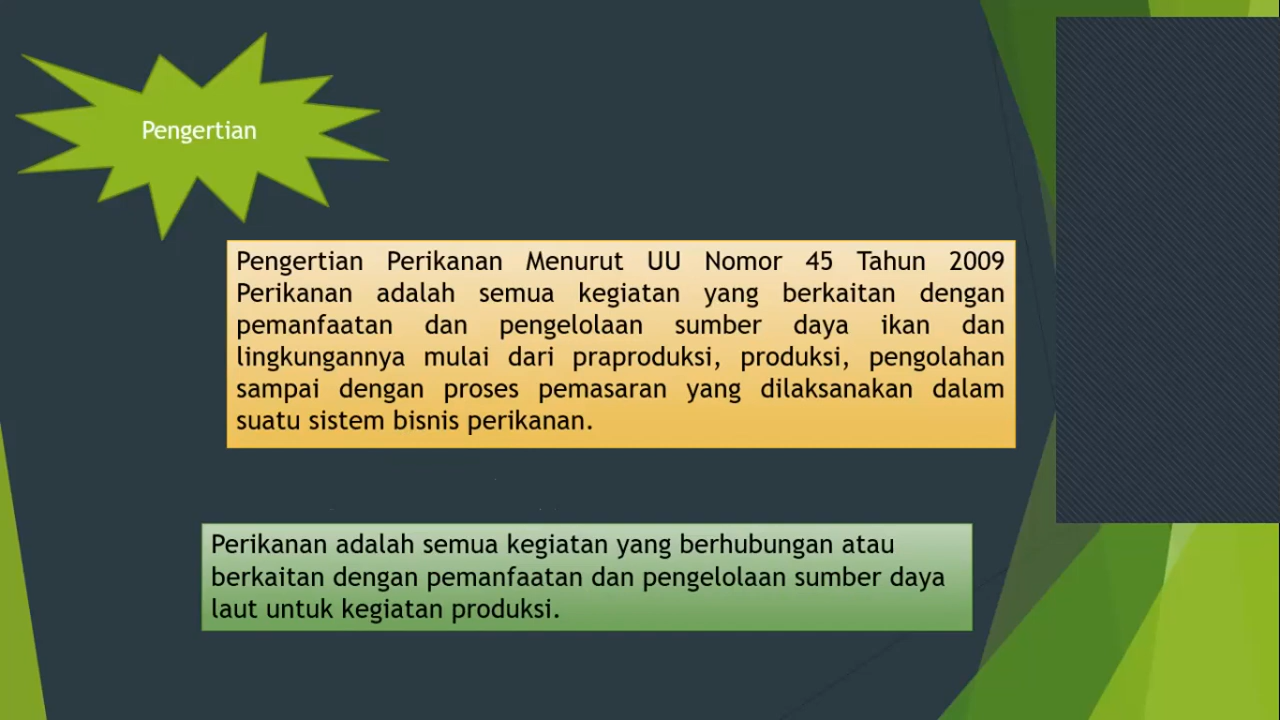 Pengertian
Pengertian Perikanan Menurut UU Nomor 45 Tahun 2009
Perikanan adalah semua kegiatan yang berkaitan dengan
pemanfaatan dan pengelolaan sumber daya ikan dan
lingkungannya mulai dari praproduksi, produksi, pengolahan
sampai dengan proses pemasaran yang dilaksanakan dalam
suatu sistem bisnis perikanan.
Perikanan adalah semua kegiatan yang berhubungan atau
berkaitan dengan pemanfaatan dan pengelolaan sumber daya
laut untuk kegiatan produksi.